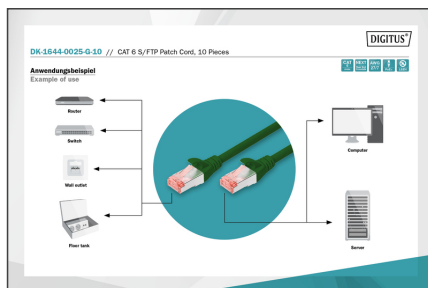 DIGITUS®
DK-1644-0025-G-10 // CAT 6 S/FTP Patch Cord, 10 Pieces
Anwendungsbeispiel
Example of use
Router
Switch
Wall outlet
Floor tank
Computer
Server